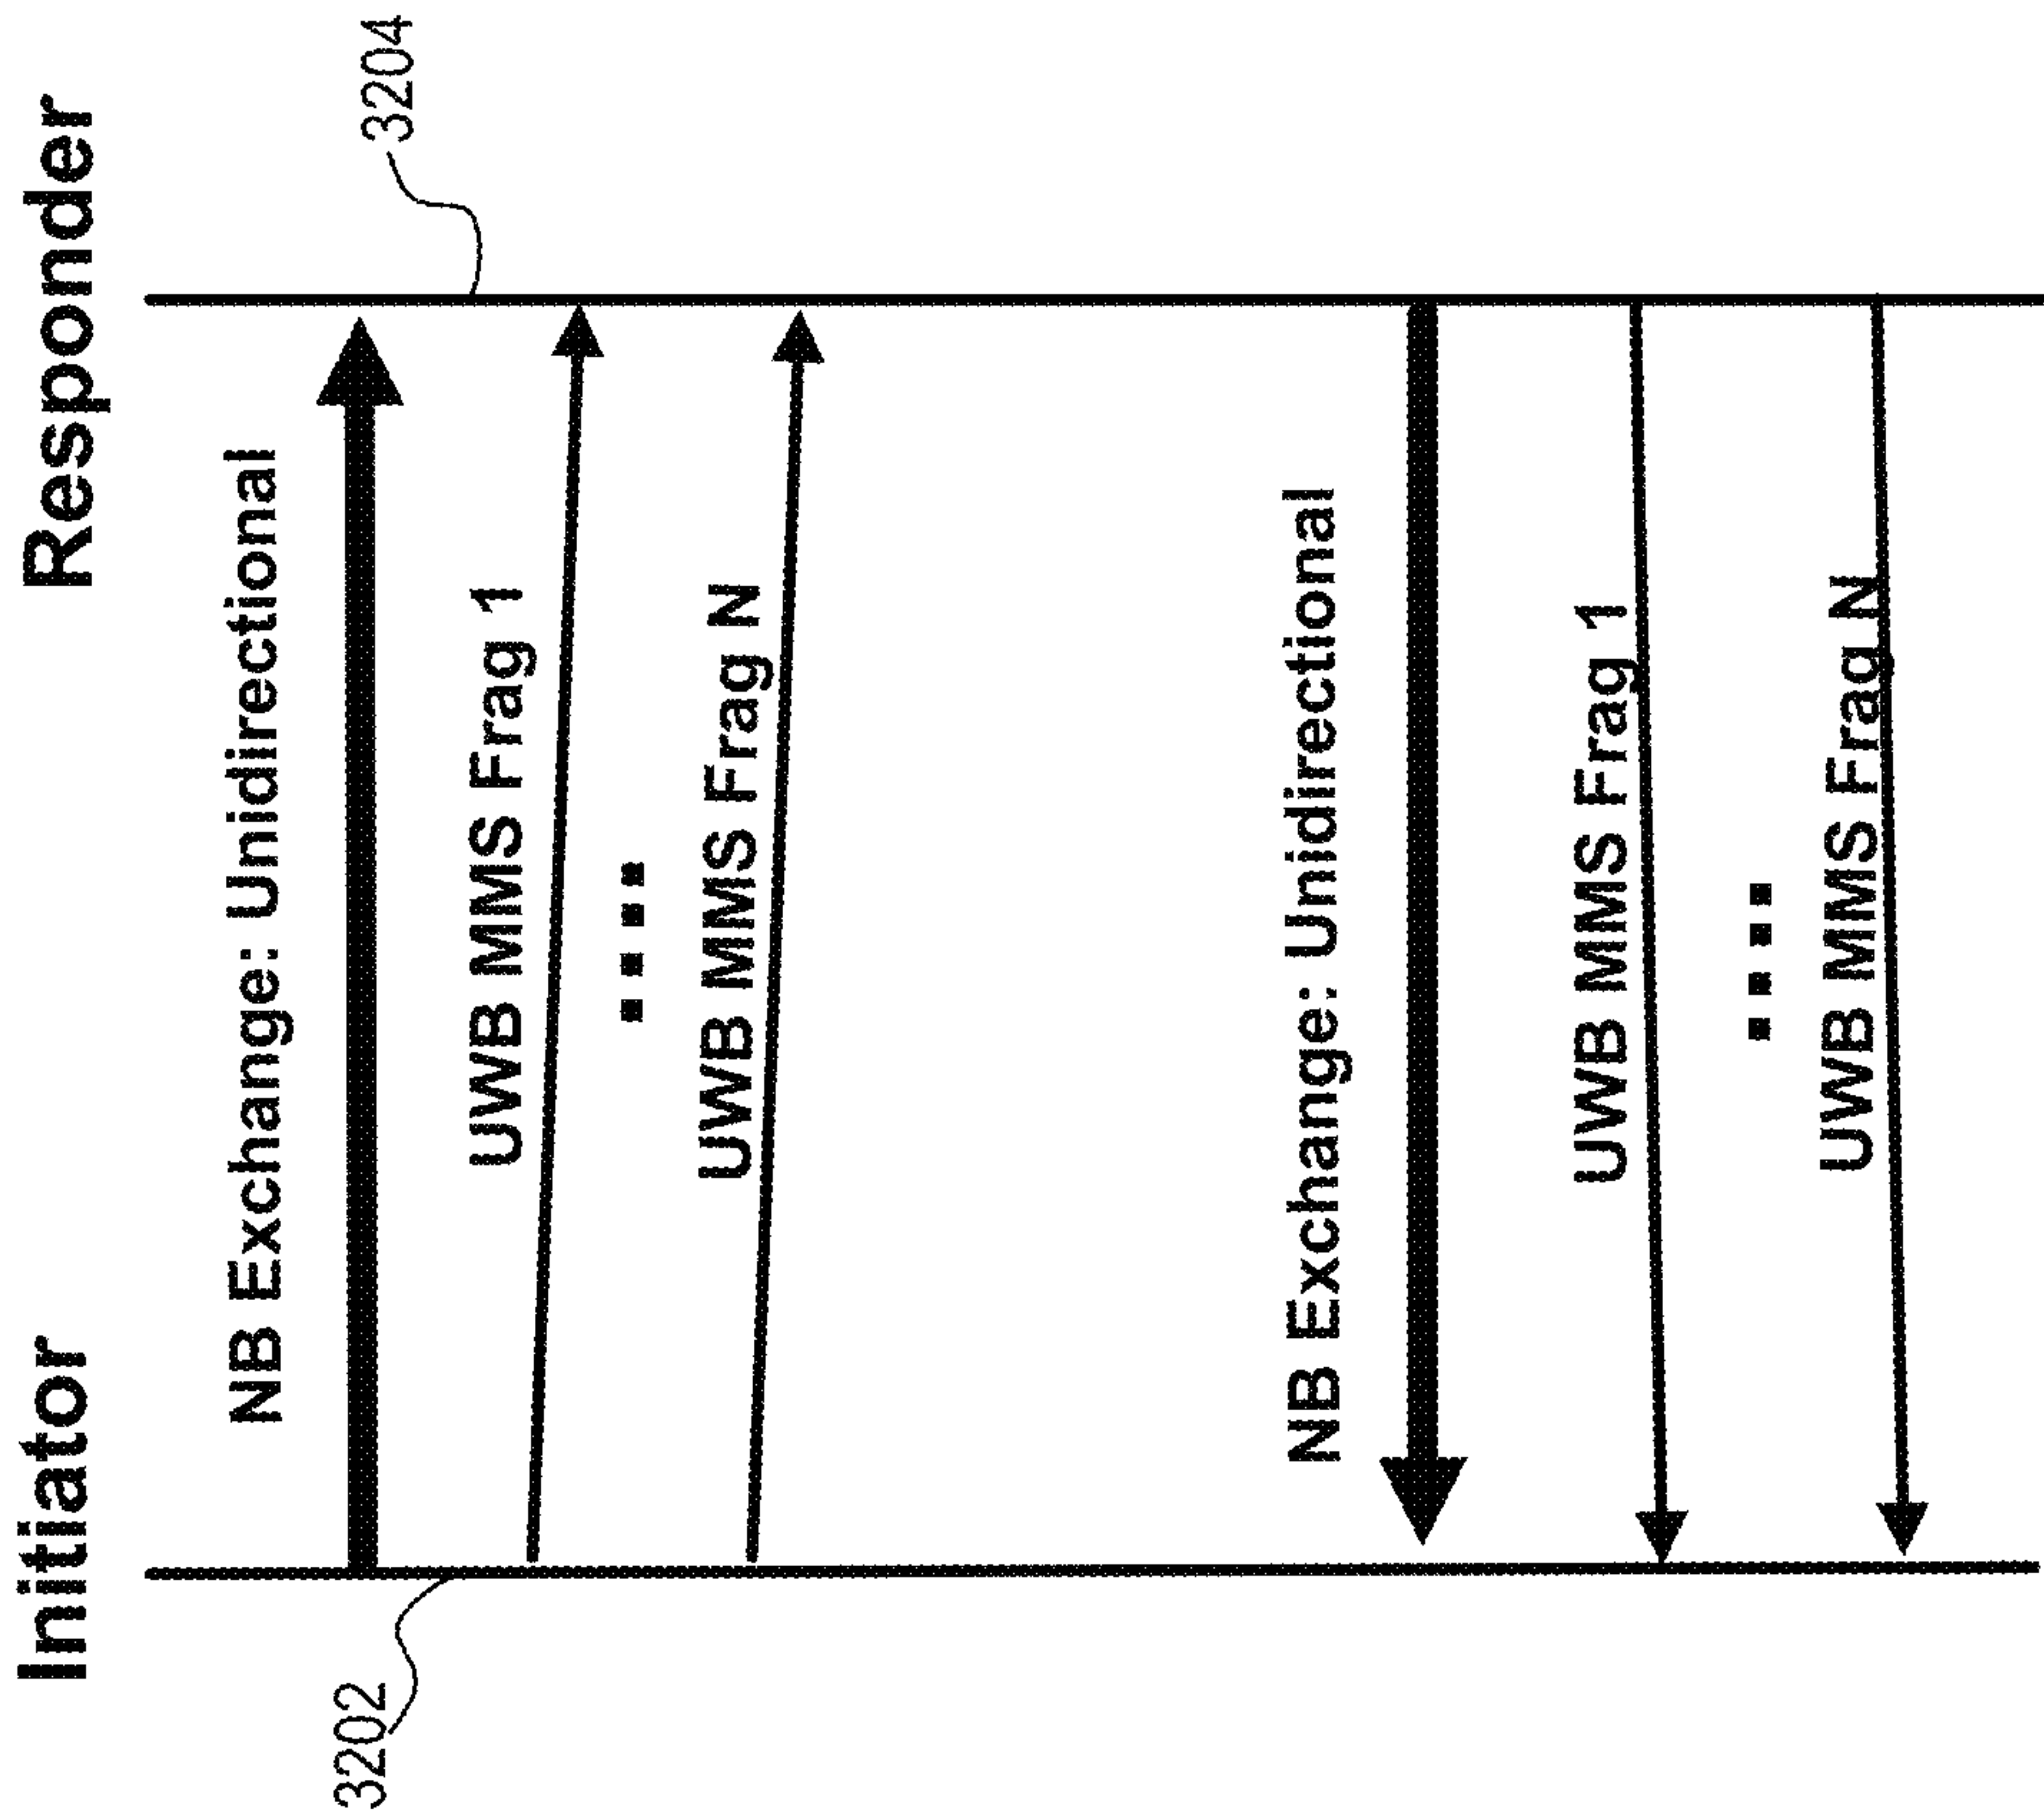 Initiator
Responder
3202
3204
NB Exchange: Unidirectional
UWB MMS Frag 1
UWB MMS Frag N
NB Exchange: Unidirectional
UWB MMS Frag 1
UWB MMS Frag N